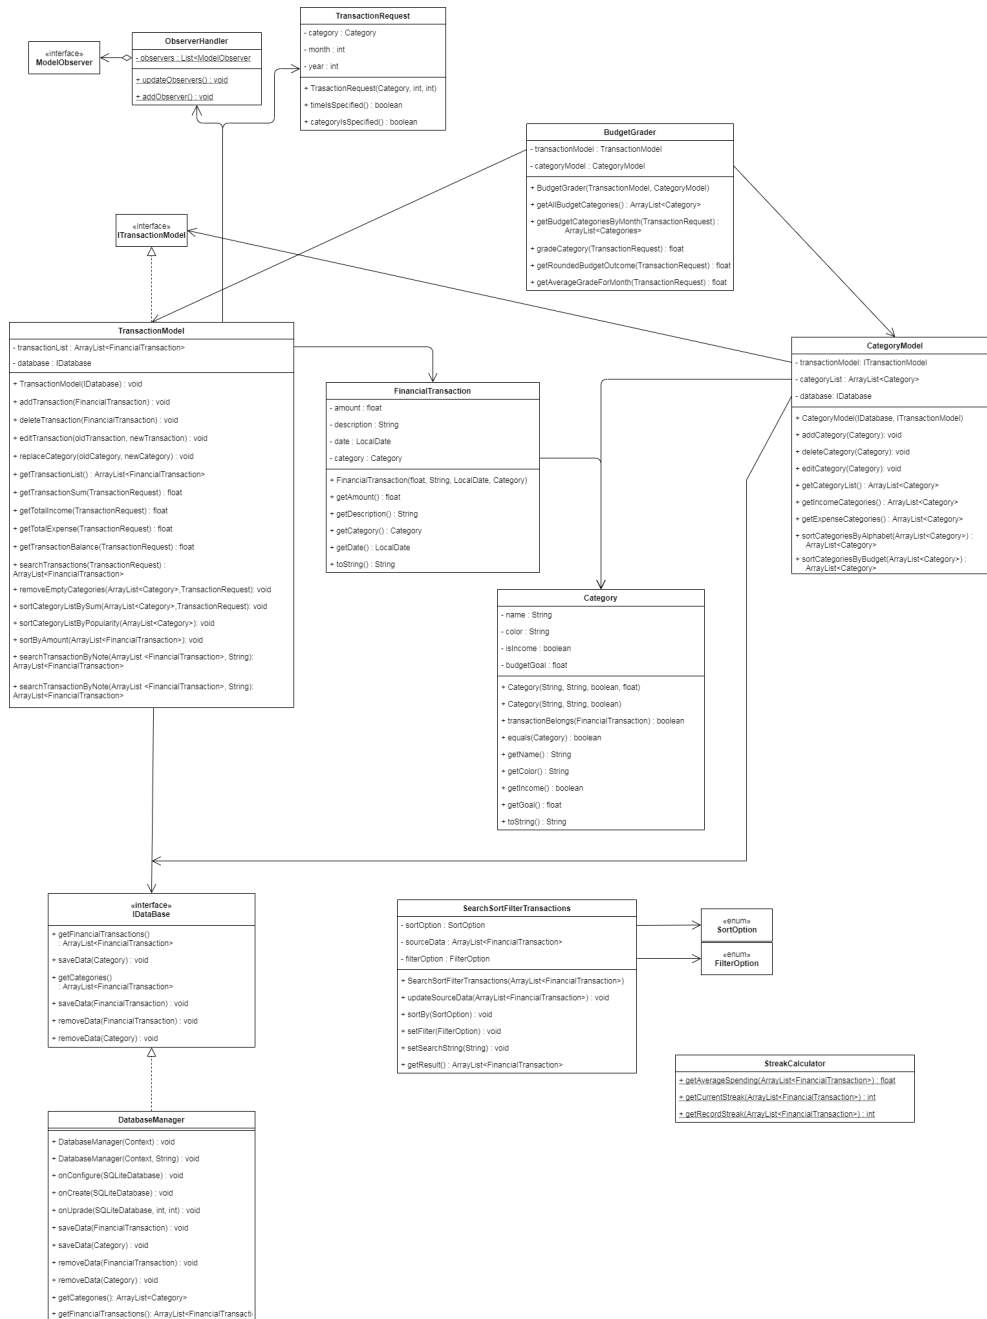 TransactionRequest
- category : Category
- month : int
- year : int
+ TrasactionRequest(Category, int, int)
+ timeIsSpecified() : boolean
+ categoryIsSpecified() : boolean
ObserverHandler
- observers : List<ModelObserver
+ updateObservers() : void
+ addObserver() : void
«interface»
ModelObserver
BudgetGrader
- transactionModel : TransactionModel
- categoryModel : CategoryModel
+ BudgetGrader(TransactionModel, CategoryModel)
+ getAllBudgetCategories() : ArrayList<Category>
+ getBudgetCategoriesByMonth(TransactionRequest) :
ArrayList<Categories>
+ gradeCategory(TransactionRequest) : float
+ getRoundedBudgetOutcome(TransactionRequest) : float
+ getAverageGradeForMonth(TransactionRequest) : float
«interface»
ITransactionModel
TransactionModel
- transactionList : ArrayList<FinancialTransaction>
- database : IDatabase
+ TransactionModel(IDatabase) : void
+ addTransaction(FinancialTransaction) : void
+ deleteTransaction(FinancialTransaction) : void
+ editTransaction(oldTransaction, newTransaction) : void
+ replaceCategory(oldCategory, newCategory) : void
+ getTransactionList() : ArrayList<FinancialTransaction>
+ getTransactionSum(TransactionRequest) : float
+ getTotalIncome(TransactionRequest) : float
+ getTotalExpense(TransactionRequest) : float
+ getTransactionBalance(TransactionRequest) : float
+ searchTransactions(TransactionRequest) :
ArrayList<FinancialTransaction>
+ removeEmptyCategories(ArrayList<Category>,TransactionRequest): void
+ sortCategoryListBySum(ArrayList<Category>,TransactionRequest): void
+ sortCategoryListByPopularity(ArrayList<Category>): void
+ sortByAmount(ArrayList<FinancialTransaction>): void
+ searchTransactionByNote(ArrayList <FinancialTransaction>, String):
ArrayList<FinancialTransaction>
+ searchTransactionByNote(ArrayList <FinancialTransaction>, String):
ArrayList<FinancialTransaction>
FinancialTransaction
- amount : float
- description : String
- date : LocalDate
- category : Category
+ FinancialTransaction(float, String, LocalDate, Category)
+ getAmount() : float
+ getDescription() : String
+ getCategory() : Category
+ getDate() : LocalDate
+ toString() : String
CategoryModel
- transactionModel: ITransactionModel
- categoryList : ArrayList<Category>
- database: IDatabase
+ CategoryModel(IDatabase, ITransactionModel)
+ addCategory(Category): void
+ deleteCategory(Category): void
+ editCategory(Category): void
+ getCategoryList() : ArrayList<Category>
+ getIncomeCategories() : ArrayList<Category>
+ getExpenseCategories() : ArrayList<Category>
+ sortCategoriesByAlphabet(ArrayList<Category>) :
ArrayList<Category>
+ sortCategoriesByBudget(ArrayList<Category>) :
ArrayList<Category>
Category
- name : String
- color : String
- isIncome : boolean
- budgetGoal : float
+ Category(String, String, boolean, float)
+ Category(String, String, boolean)
+ transactionBelongs(FinancialTransaction) : boolean
+ equals(Category) : boolean
+ getName() : String
+ getColor() : String
+ getIncome() : boolean
+ getGoal() : float
+ toString() : String
«interface»
IDataBase
+ getFinancialTransactions()
: ArrayList<FinancialTransaction>
+ saveData(Category) : void
+ getCategories()
: ArrayList<FinancialTransaction>
+ saveData(FinancialTransaction) : void
+ removeData(FinancialTransaction) : void
+ removeData(Category) : void
SearchSortFilterTransactions
- sortOption : SortOption
- sourceData : ArrayList<FinancialTransaction>
- filterOption : FilterOption
+ SearchSortFilterTransactions(ArrayList<FinancialTransaction>)
+ updateSourceData(ArrayList<FinancialTransaction>) : void
+ sortBy(SortOption) : void
+ setFilter(FilterOption) : void
+ setSearchString(String) : void
+ getResult() : ArrayList<FinancialTransaction>
«enum»
SortOption
«enum»
FilterOption
StreakCalculator
+ getAverageSpending(ArrayList<FinancialTransaction>) : float
+ getCurrentStreak(ArrayList<FinancialTransaction>) : int
+ getRecordStreak(ArrayList<FinancialTransaction>) : int
DatabaseManager
+ DatabaseManager(Context) : void
+ DatabaseManager(Context, String) : void
+ onConfigure(SQLiteDatabase) : void
+ onCreate(SQLiteDatabase) : void
+ onUprade(SQLiteDatabase, int, int) : void
+ saveData(FinancialTransaction) : void
+ saveData(Category) : void
+ removeData(FinancialTransaction) : void
+ removeData(Category) : void
+ getCategories(): ArrayList<Category>
+ getFinancialTransactions(): ArrayList<FinancialTransacti